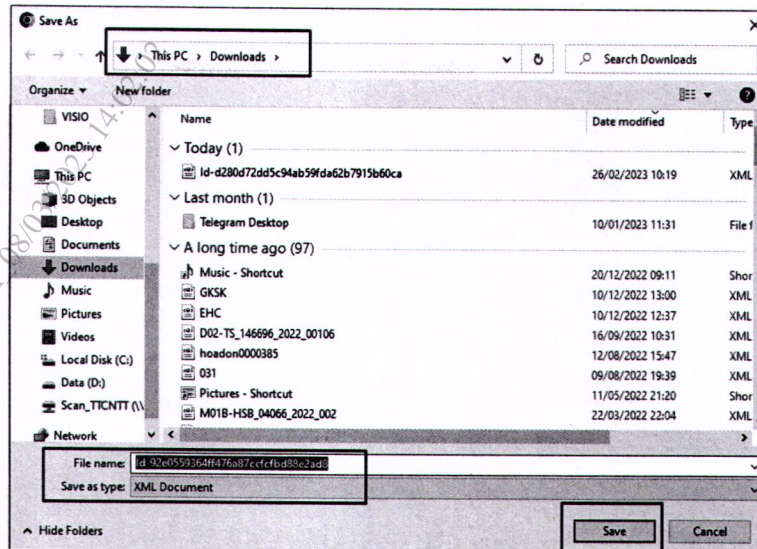 Save As
This PC › Downloads ›
Search Downloads
Organize
New folder
Name
Date modified
Type
Today (1)
Id-d280d72dd5c94ab59fda62b7915b60ca 26/02/2023 10:19 XML
Last month (1)
Telegram Desktop 10/01/2023 11:31 File f
A long time ago (97)
Music - Shortcut 20/12/2022 09:11 Shor
GKSK 10/12/2022 13:00 XML
EHC 10/12/2022 12:37 XML
D02-TS_146696_2022_00106 16/09/2022 10:31 XML
hoadon0000385 12/08/2022 15:47 XML
031 09/08/2022 19:39 XML
Pictures - Shortcut 11/05/2022 21:20 Shor
M01B-HSB_04066_2022_002 22/03/2022 22:04 XML
VISIO
OneDrive
This PC
3D Objects
Desktop
Documents
Downloads
Music
Pictures
Videos
Local Disk (C:)
Data (D:)
Scan_TTCNTT (\\
Network
File name: Id-92e0559364ff476a87ccfcfbd88e2ad8
Save as type: XML Document
Hide Folders
Save
Cancel
08/03/2023 14:02:02